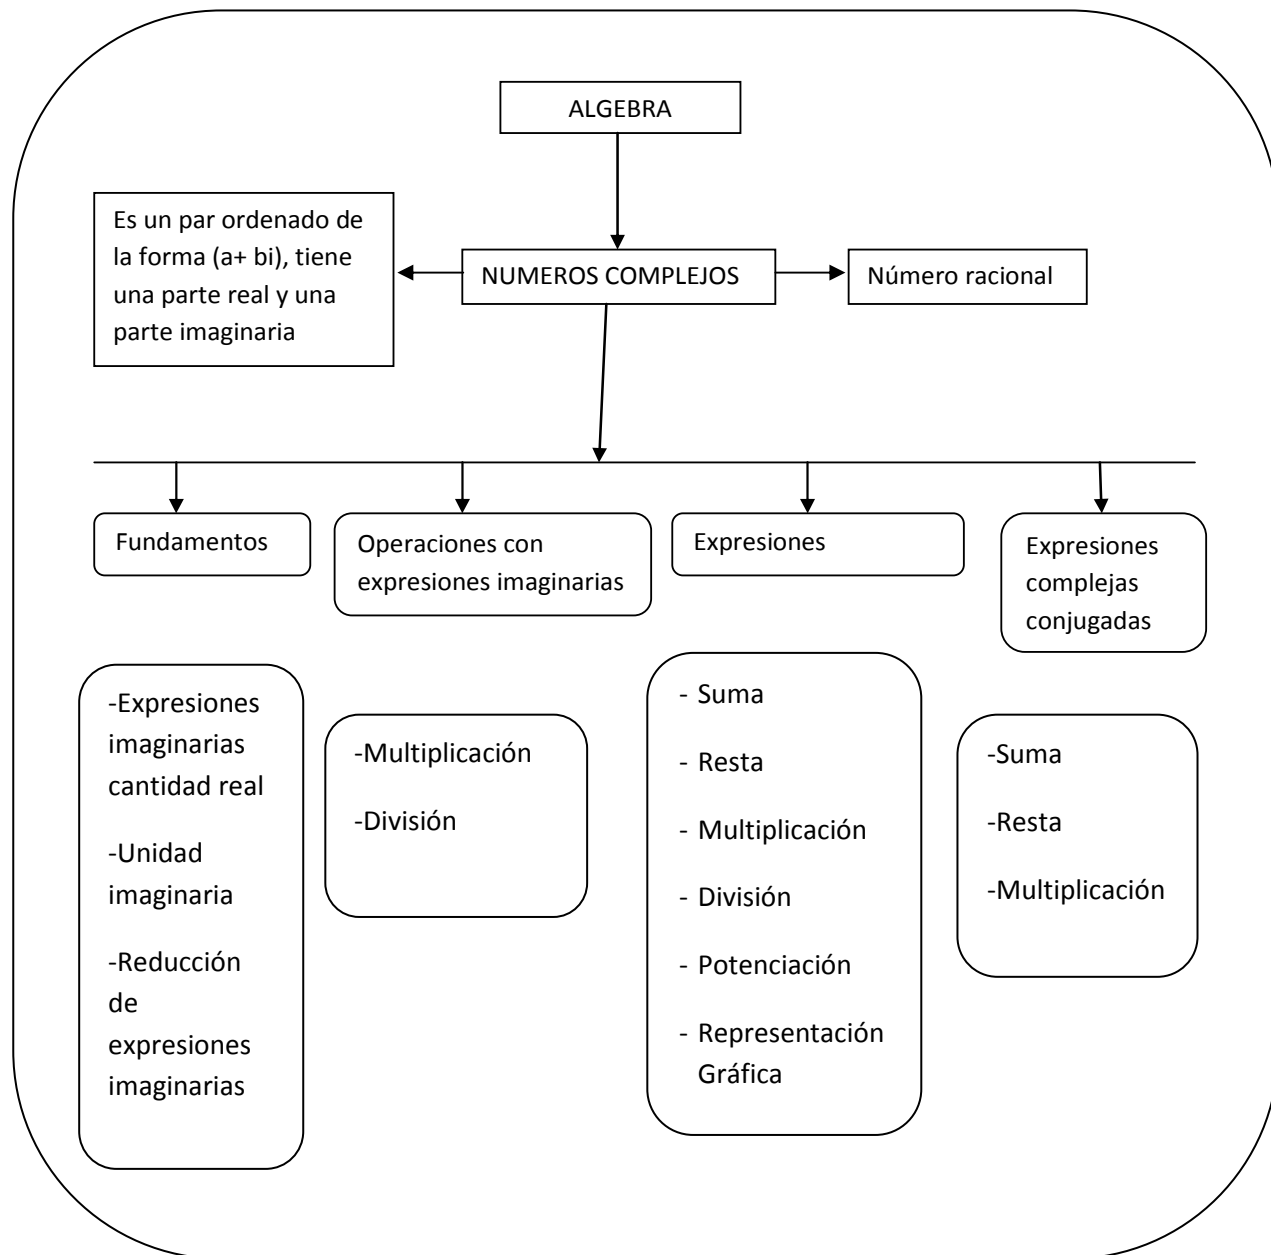 ALGEBRA
Es un par ordenado de
la forma (a+ bi), tiene
una parte real y una
parte imaginaria
NUMEROS COMPLEJOS
Número racional
Fundamentos
Operaciones con
expresiones imaginarias
Expresiones
Expresiones
complejas
conjugadas
-Expresiones
imaginarias
cantidad real
-Unidad
imaginaria
-Reducción
de
expresiones
imaginarias
-Multiplicación
-División
- Suma
- Resta
- Multiplicación
- División
- Potenciación
- Representación
Gráfica
-Suma
-Resta
-Multiplicación